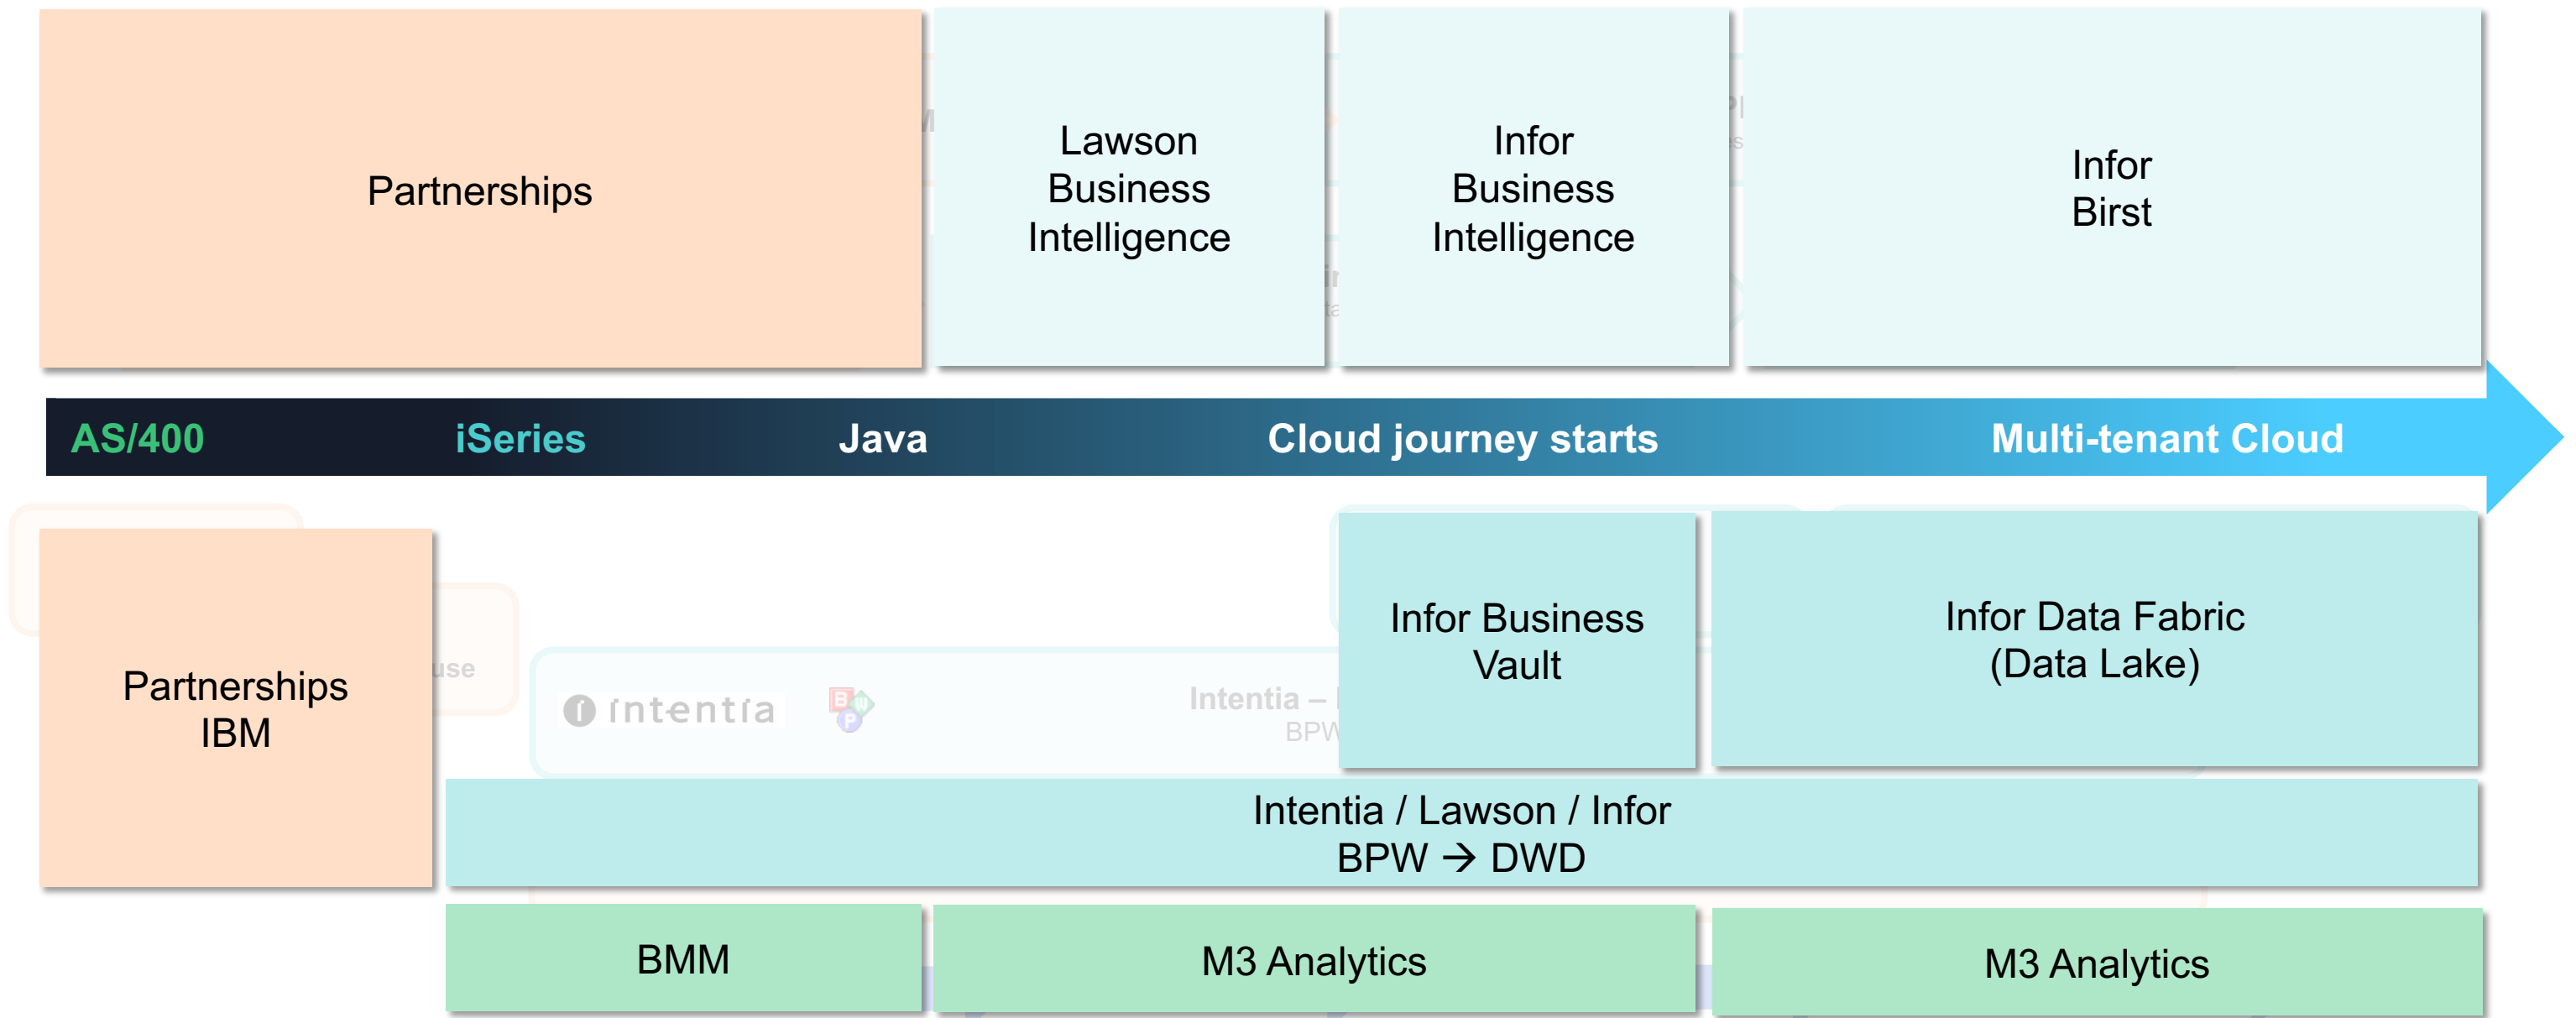 Partnerships
Lawson
Business
Intelligence
Infor
Business
Intelligence
Infor
Birst
AS/400
iSeries
Java
Cloud journey starts
Multi-tenant Cloud
Partnerships
IBM
intentia
B
W
P
Intentia –
BPW
Infor Business
Vault
Infor Data Fabric
(Data Lake)
Intentia / Lawson / Infor
BPW → DWD
BMM
M3 Analytics
M3 Analytics